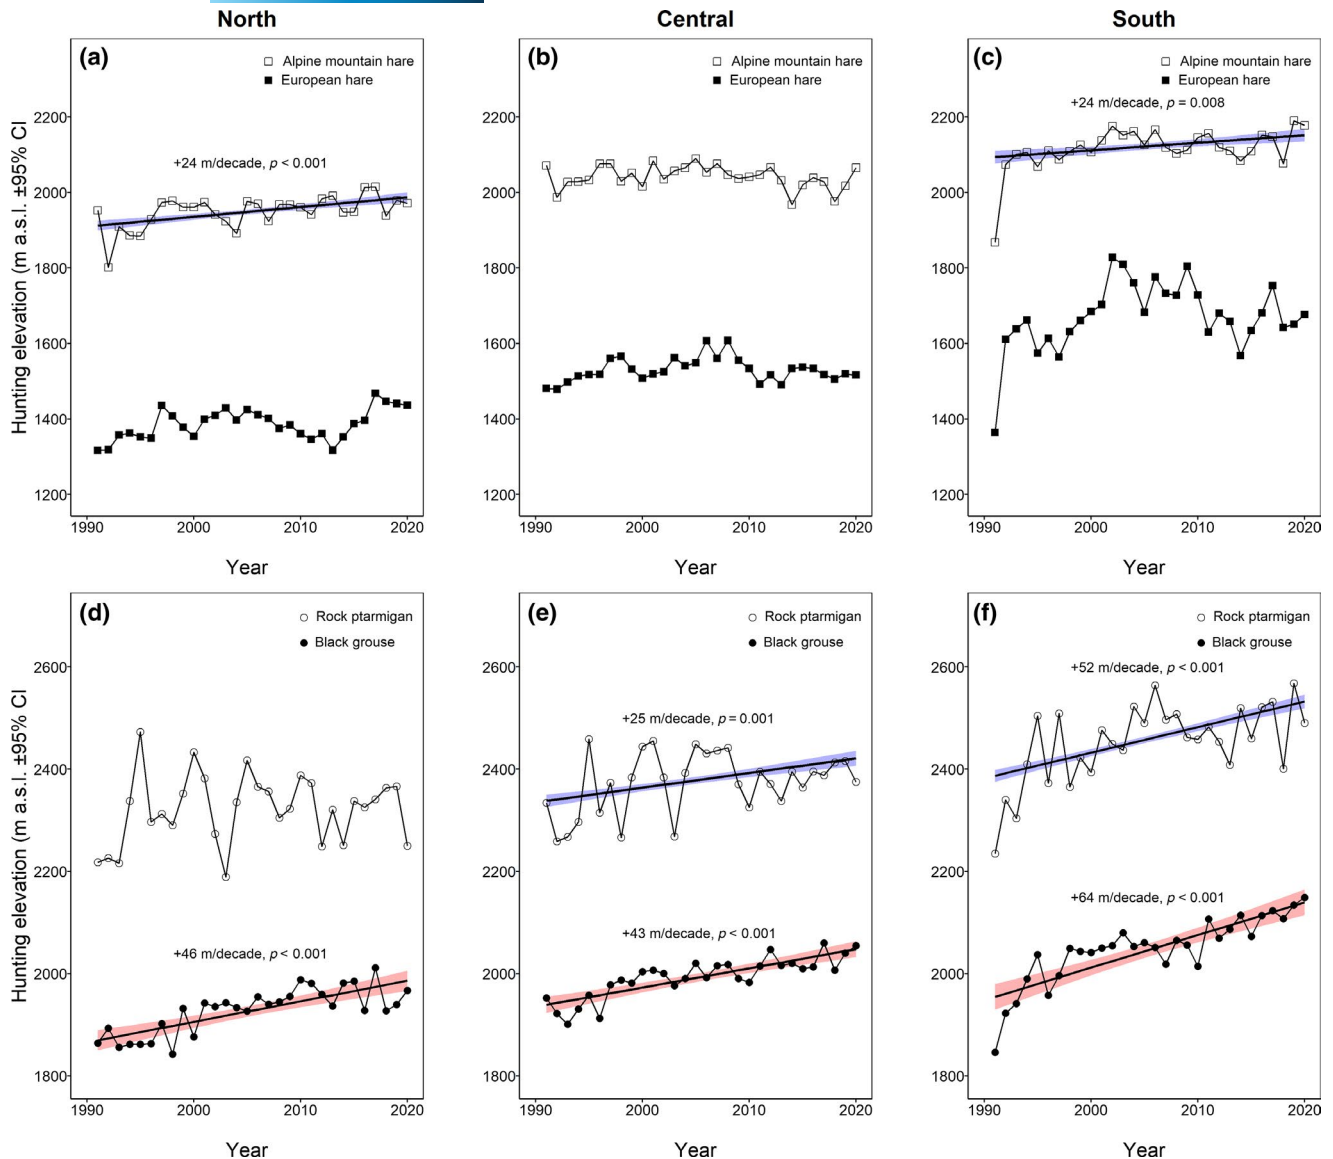 North Central South
(a) Alpine mountain hare
European hare
+24 m/decade, p < 0.001
Hunting elevation (m a.s.l. ±95% CI
2200
2000
1800
1600
1400
1200
1990 2000 2010 2020
Year
(b) Alpine mountain hare
European hare
2200
2000
1800
1600
1400
1200
1990 2000 2010 2020
Year
(c) Alpine mountain hare
European hare
+24 m/decade, p = 0.008
2200
2000
1800
1600
1400
1200
1990 2000 2010 2020
Year
(d) Rock ptarmigan
Black grouse
+46 m/decade, p < 0.001
Hunting elevation (m a.s.l. ±95% CI
2600
2400
2200
2000
1800
1990 2000 2010 2020
Year
(e) Rock ptarmigan
Black grouse
+25 m/decade, p = 0.001
+43 m/decade, p < 0.001
2600
2400
2200
2000
1800
1990 2000 2010 2020
Year
(f) Rock ptarmigan
Black grouse
+52 m/decade, p < 0.001
+64 m/decade, p < 0.001
2600
2400
2200
2000
1800
1990 2000 2010 2020
Year